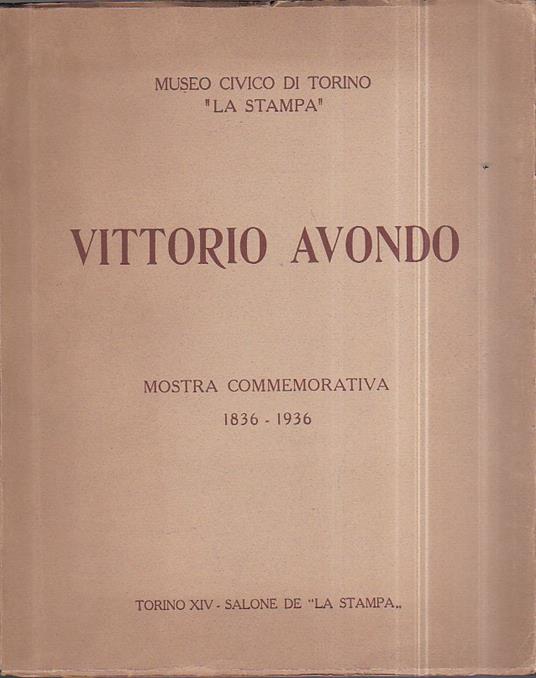 MUSEO CIVICO DI TORINO
"LA STAMPA"
VITTORIO AVONDO
MOSTRA COMMEMORATIVA
1836 - 1936
TORINO XIV - SALONE DE "LA STAMPA„